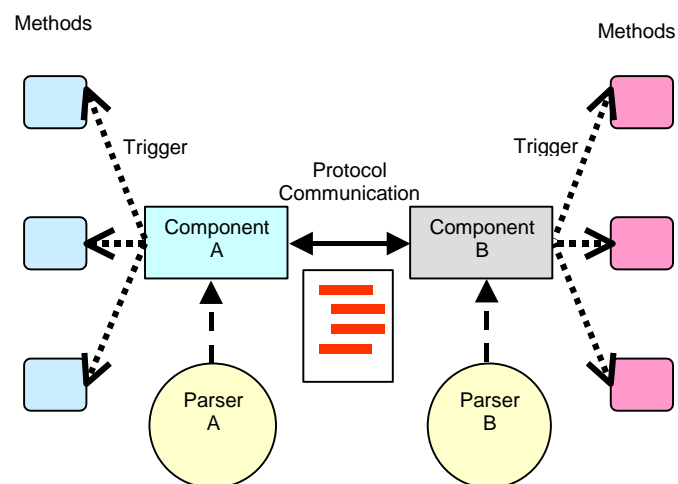 Methods
Methods
Trigger
Trigger
Protocol
Communication
Component
A
Component
B
Parser
A
Parser
B